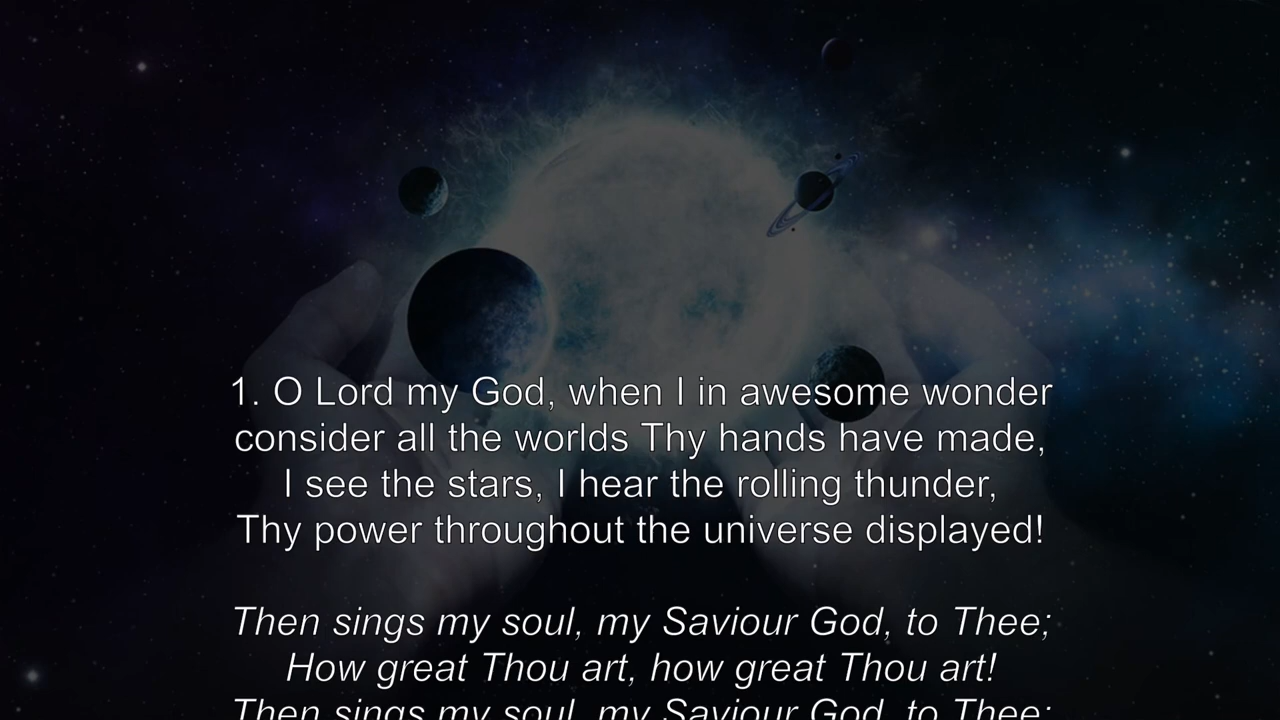 1. O Lord my God, when I in awesome wonder
consider all the worlds Thy hands have made,
I see the stars, I hear the rolling thunder,
Thy power throughout the universe displayed!
Then sings my soul, my Saviour God, to Thee;
How great Thou art, how great Thou art!
Then sings my soul, my Saviour God, to Thee;